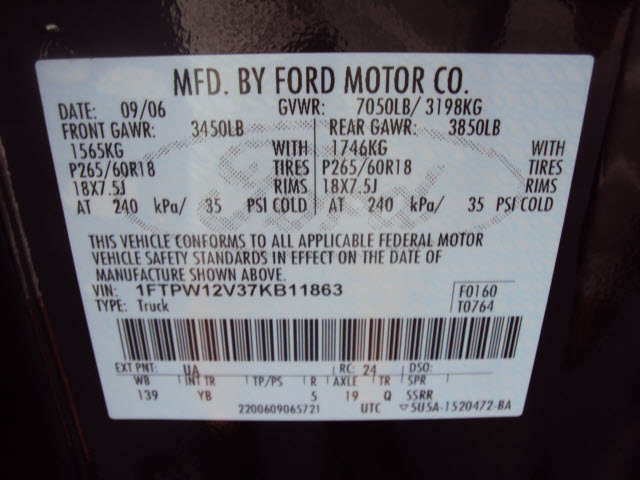 MFD. BY FORD MOTOR CO.
DATE: 09/06 GVWR: 7050LB/ 3198KG
FRONT GAWR: 3450LB REAR GAWR: 3850LB
1565KG WITH 1746KG WITH
P265/60R18 TIRES P265/60R18 TIRES
18X7.5J RIMS 18X7.5J RIMS
AT 240 kPa/ 35 PSI COLD AT 240 kPa/ 35 PSI COLD
THIS VEHICLE CONFORMS TO ALL APPLICABLE FEDERAL MOTOR
VEHICLE SAFETY STANDARDS IN EFFECT ON THE DATE OF
MANUFACTURE SHOWN ABOVE.
VIN: 1FTPW12V37KB11863 F0160
TYPE: Truck T0764
EXT PNT: UA RC: 24 DSO:
WB INT TR TP/PS R AXLE TR SPR
139 YB 5 19 Q SSRR
2200609065721 UTC ▽5U5A-1520472-BA